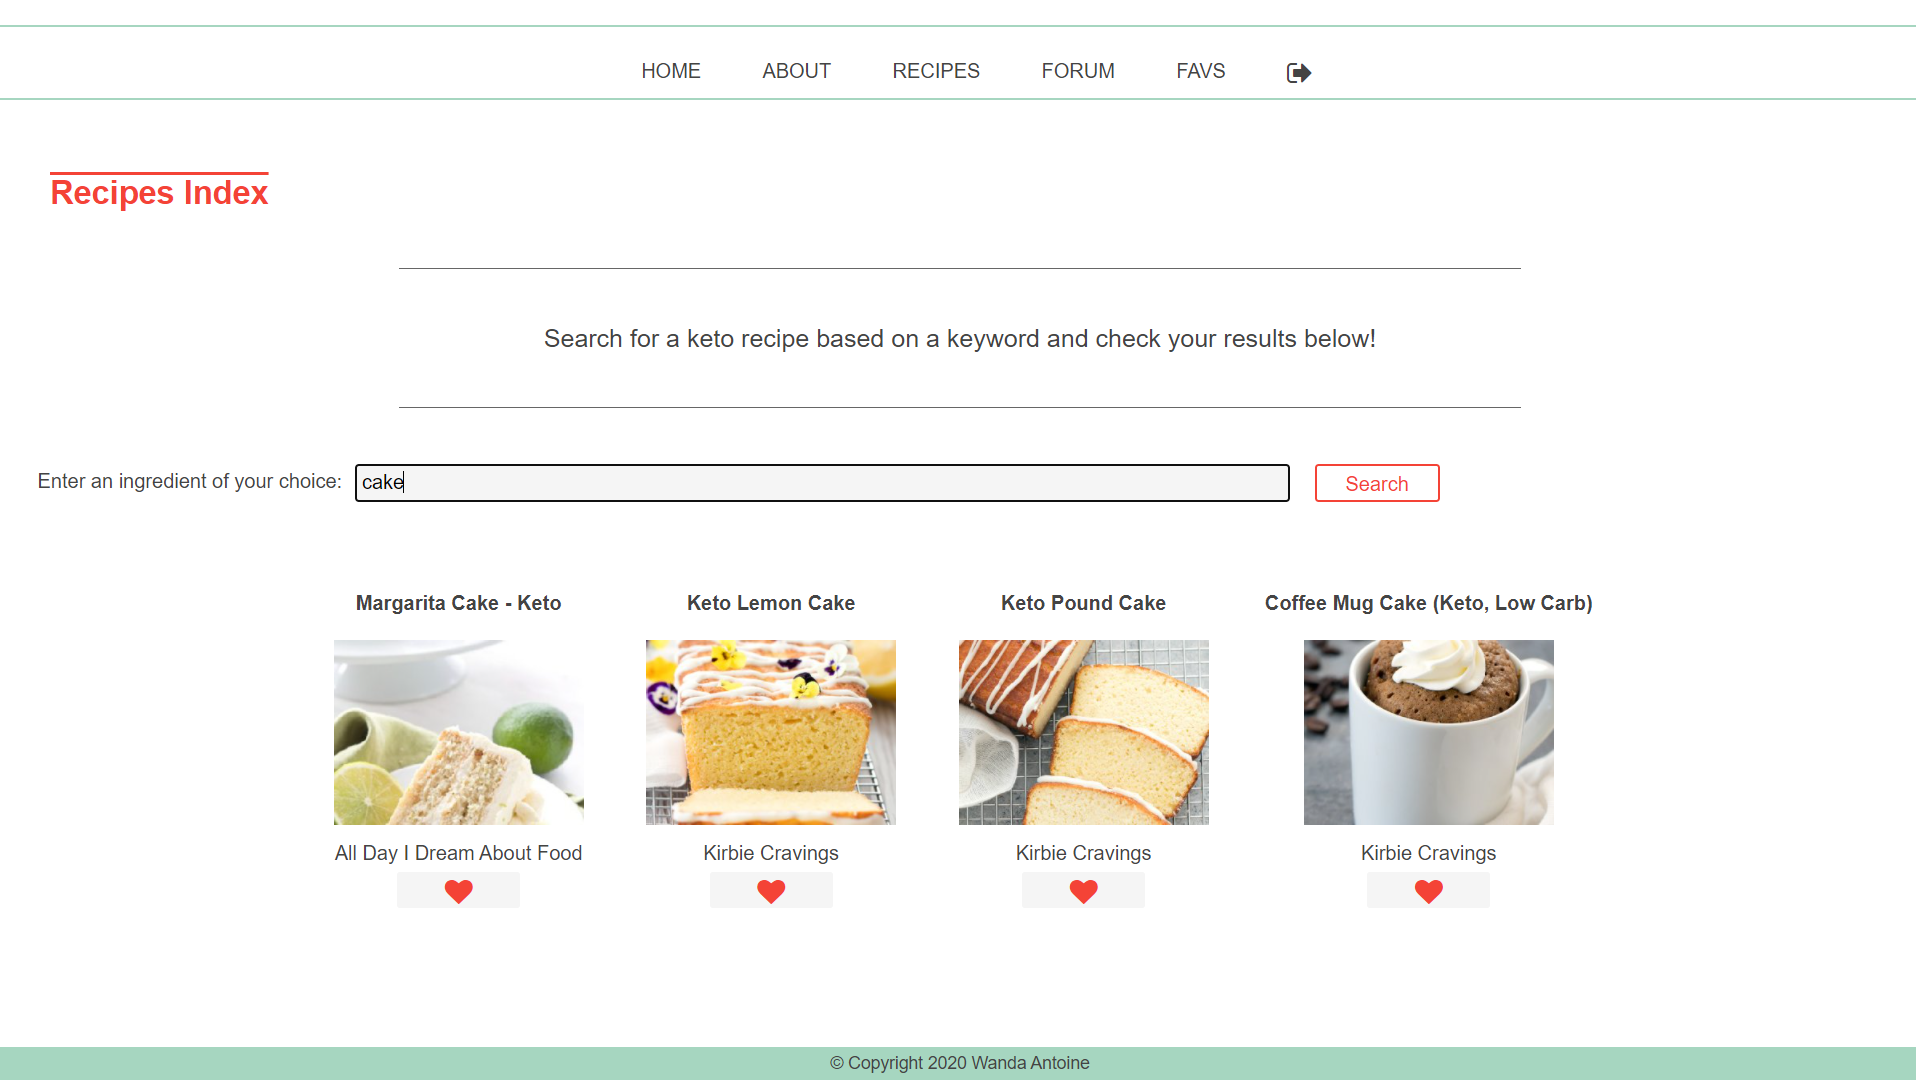 HOME ABOUT RECIPES FORUM FAVS
Recipes Index
Search for a keto recipe based on a keyword and check your results below!
Enter an ingredient of your choice: cake Search
Margarita Cake - Keto Keto Lemon Cake Keto Pound Cake Coffee Mug Cake (Keto, Low Carb)
All Day I Dream About Food Kirbie Cravings Kirbie Cravings Kirbie Cravings
© Copyright 2020 Wanda Antoine